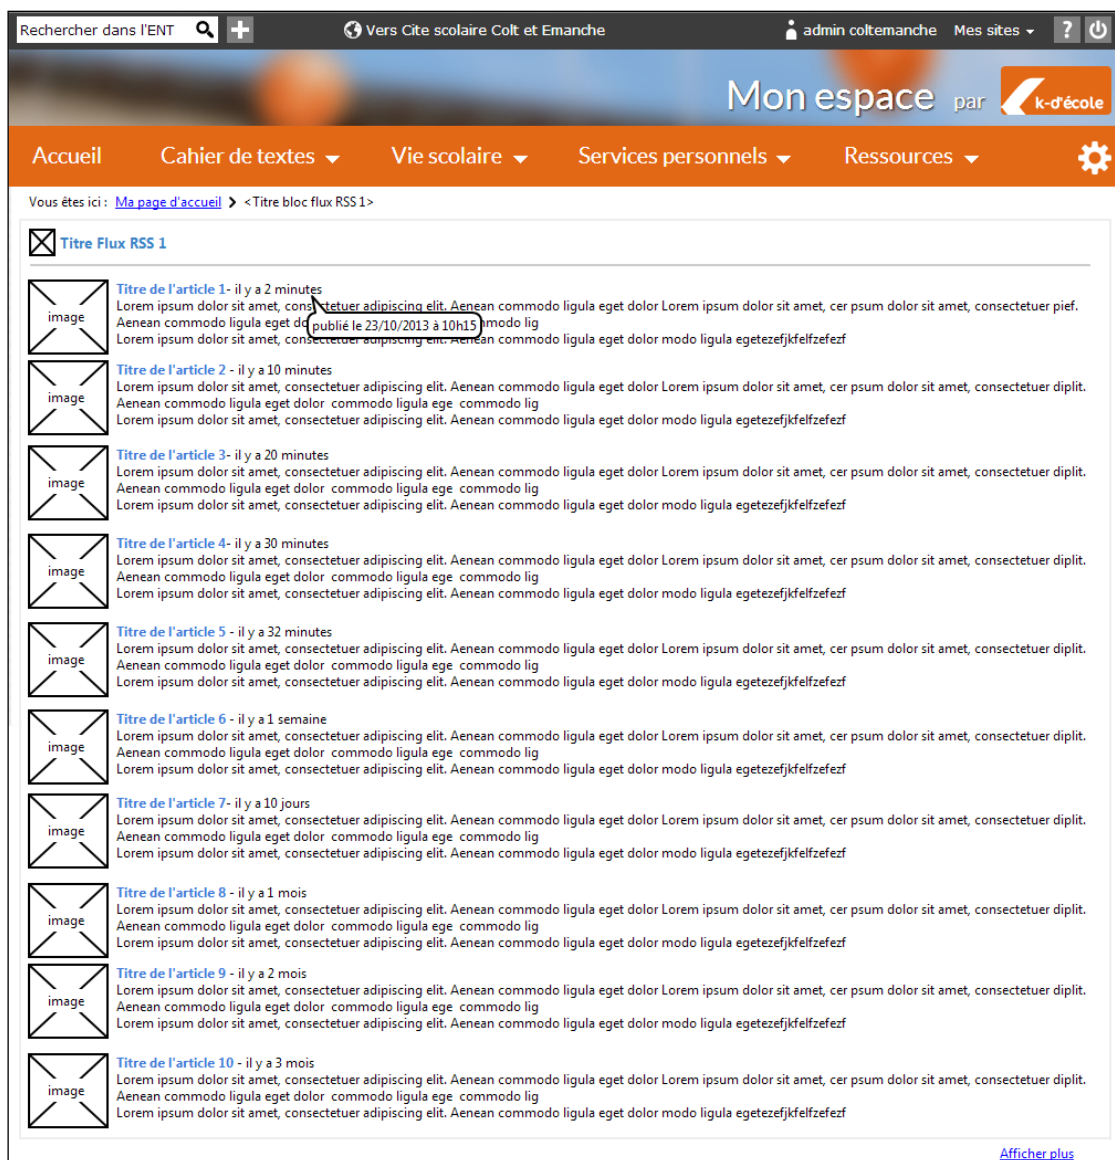 Rechercher dans l'ENT
Vers Cite scolaire Colt et Emanche
admin coltemanche
Mes sites
?
Mon espace par k-d'école
Accueil
Cahier de textes
Vie scolaire
Services personnels
Ressources
Vous êtes ici : Ma page d'accueil > <Titre bloc flux RSS 1>
Titre Flux RSS 1
image
Titre de l'article 1- il y a 2 minutes
Lorem ipsum dolor sit amet, consectetuer adipiscing elit. Aenean commodo ligula eget dolor Lorem ipsum dolor sit amet, cer psum dolor sit amet, consectetuer pief.
Aenean commodo ligula eget do mmodo lig
publié le 23/10/2013 à 10h15
Lorem ipsum dolor sit amet, consectetuer adipiscing elit. Aenean commodo ligula eget dolor modo ligula egetezefjkfelfzefezf
image
Titre de l'article 2 - il y a 10 minutes
Lorem ipsum dolor sit amet, consectetuer adipiscing elit. Aenean commodo ligula eget dolor Lorem ipsum dolor sit amet, cer psum dolor sit amet, consectetuer diplit.
Aenean commodo ligula eget dolor commodo ligula ege commodo lig
Lorem ipsum dolor sit amet, consectetuer adipiscing elit. Aenean commodo ligula eget dolor modo ligula egetezefjkfelfzefezf
image
Titre de l'article 3- il y a 20 minutes
Lorem ipsum dolor sit amet, consectetuer adipiscing elit. Aenean commodo ligula eget dolor Lorem ipsum dolor sit amet, cer psum dolor sit amet, consectetuer diplit.
Aenean commodo ligula eget dolor commodo ligula ege commodo lig
Lorem ipsum dolor sit amet, consectetuer adipiscing elit. Aenean commodo ligula eget dolor modo ligula egetezefjkfelfzefezf
image
Titre de l'article 4- il y a 30 minutes
Lorem ipsum dolor sit amet, consectetuer adipiscing elit. Aenean commodo ligula eget dolor Lorem ipsum dolor sit amet, cer psum dolor sit amet, consectetuer diplit.
Aenean commodo ligula eget dolor commodo ligula ege commodo lig
Lorem ipsum dolor sit amet, consectetuer adipiscing elit. Aenean commodo ligula eget dolor modo ligula egetezefjkfelfzefezf
image
Titre de l'article 5 - il y a 32 minutes
Lorem ipsum dolor sit amet, consectetuer adipiscing elit. Aenean commodo ligula eget dolor Lorem ipsum dolor sit amet, cer psum dolor sit amet, consectetuer diplit.
Aenean commodo ligula eget dolor commodo ligula ege commodo lig
Lorem ipsum dolor sit amet, consectetuer adipiscing elit. Aenean commodo ligula eget dolor modo ligula egetezefjkfelfzefezf
image
Titre de l'article 6 - il y a 1 semaine
Lorem ipsum dolor sit amet, consectetuer adipiscing elit. Aenean commodo ligula eget dolor Lorem ipsum dolor sit amet, cer psum dolor sit amet, consectetuer diplit.
Aenean commodo ligula eget dolor commodo ligula ege commodo lig
Lorem ipsum dolor sit amet, consectetuer adipiscing elit. Aenean commodo ligula eget dolor modo ligula egetezefjkfelfzefezf
image
Titre de l'article 7- il y a 10 jours
Lorem ipsum dolor sit amet, consectetuer adipiscing elit. Aenean commodo ligula eget dolor Lorem ipsum dolor sit amet, cer psum dolor sit amet, consectetuer diplit.
Aenean commodo ligula eget dolor commodo ligula ege commodo lig
Lorem ipsum dolor sit amet, consectetuer adipiscing elit. Aenean commodo ligula eget dolor modo ligula egetezefjkfelfzefezf
image
Titre de l'article 8 - il y a 1 mois
Lorem ipsum dolor sit amet, consectetuer adipiscing elit. Aenean commodo ligula eget dolor Lorem ipsum dolor sit amet, cer psum dolor sit amet, consectetuer diplit.
Aenean commodo ligula eget dolor commodo ligula ege commodo lig
Lorem ipsum dolor sit amet, consectetuer adipiscing elit. Aenean commodo ligula eget dolor modo ligula egetezefjkfelfzefezf
image
Titre de l'article 9 - il y a 2 mois
Lorem ipsum dolor sit amet, consectetuer adipiscing elit. Aenean commodo ligula eget dolor Lorem ipsum dolor sit amet, cer psum dolor sit amet, consectetuer diplit.
Aenean commodo ligula eget dolor commodo ligula ege commodo lig
Lorem ipsum dolor sit amet, consectetuer adipiscing elit. Aenean commodo ligula eget dolor modo ligula egetezefjkfelfzefezf
image
Titre de l'article 10 - il y a 3 mois
Lorem ipsum dolor sit amet, consectetuer adipiscing elit. Aenean commodo ligula eget dolor Lorem ipsum dolor sit amet, cer psum dolor sit amet, consectetuer diplit.
Aenean commodo ligula eget dolor commodo ligula ege commodo lig
Lorem ipsum dolor sit amet, consectetuer adipiscing elit. Aenean commodo ligula eget dolor modo ligula egetezefjkfelfzefezf
Afficher plus